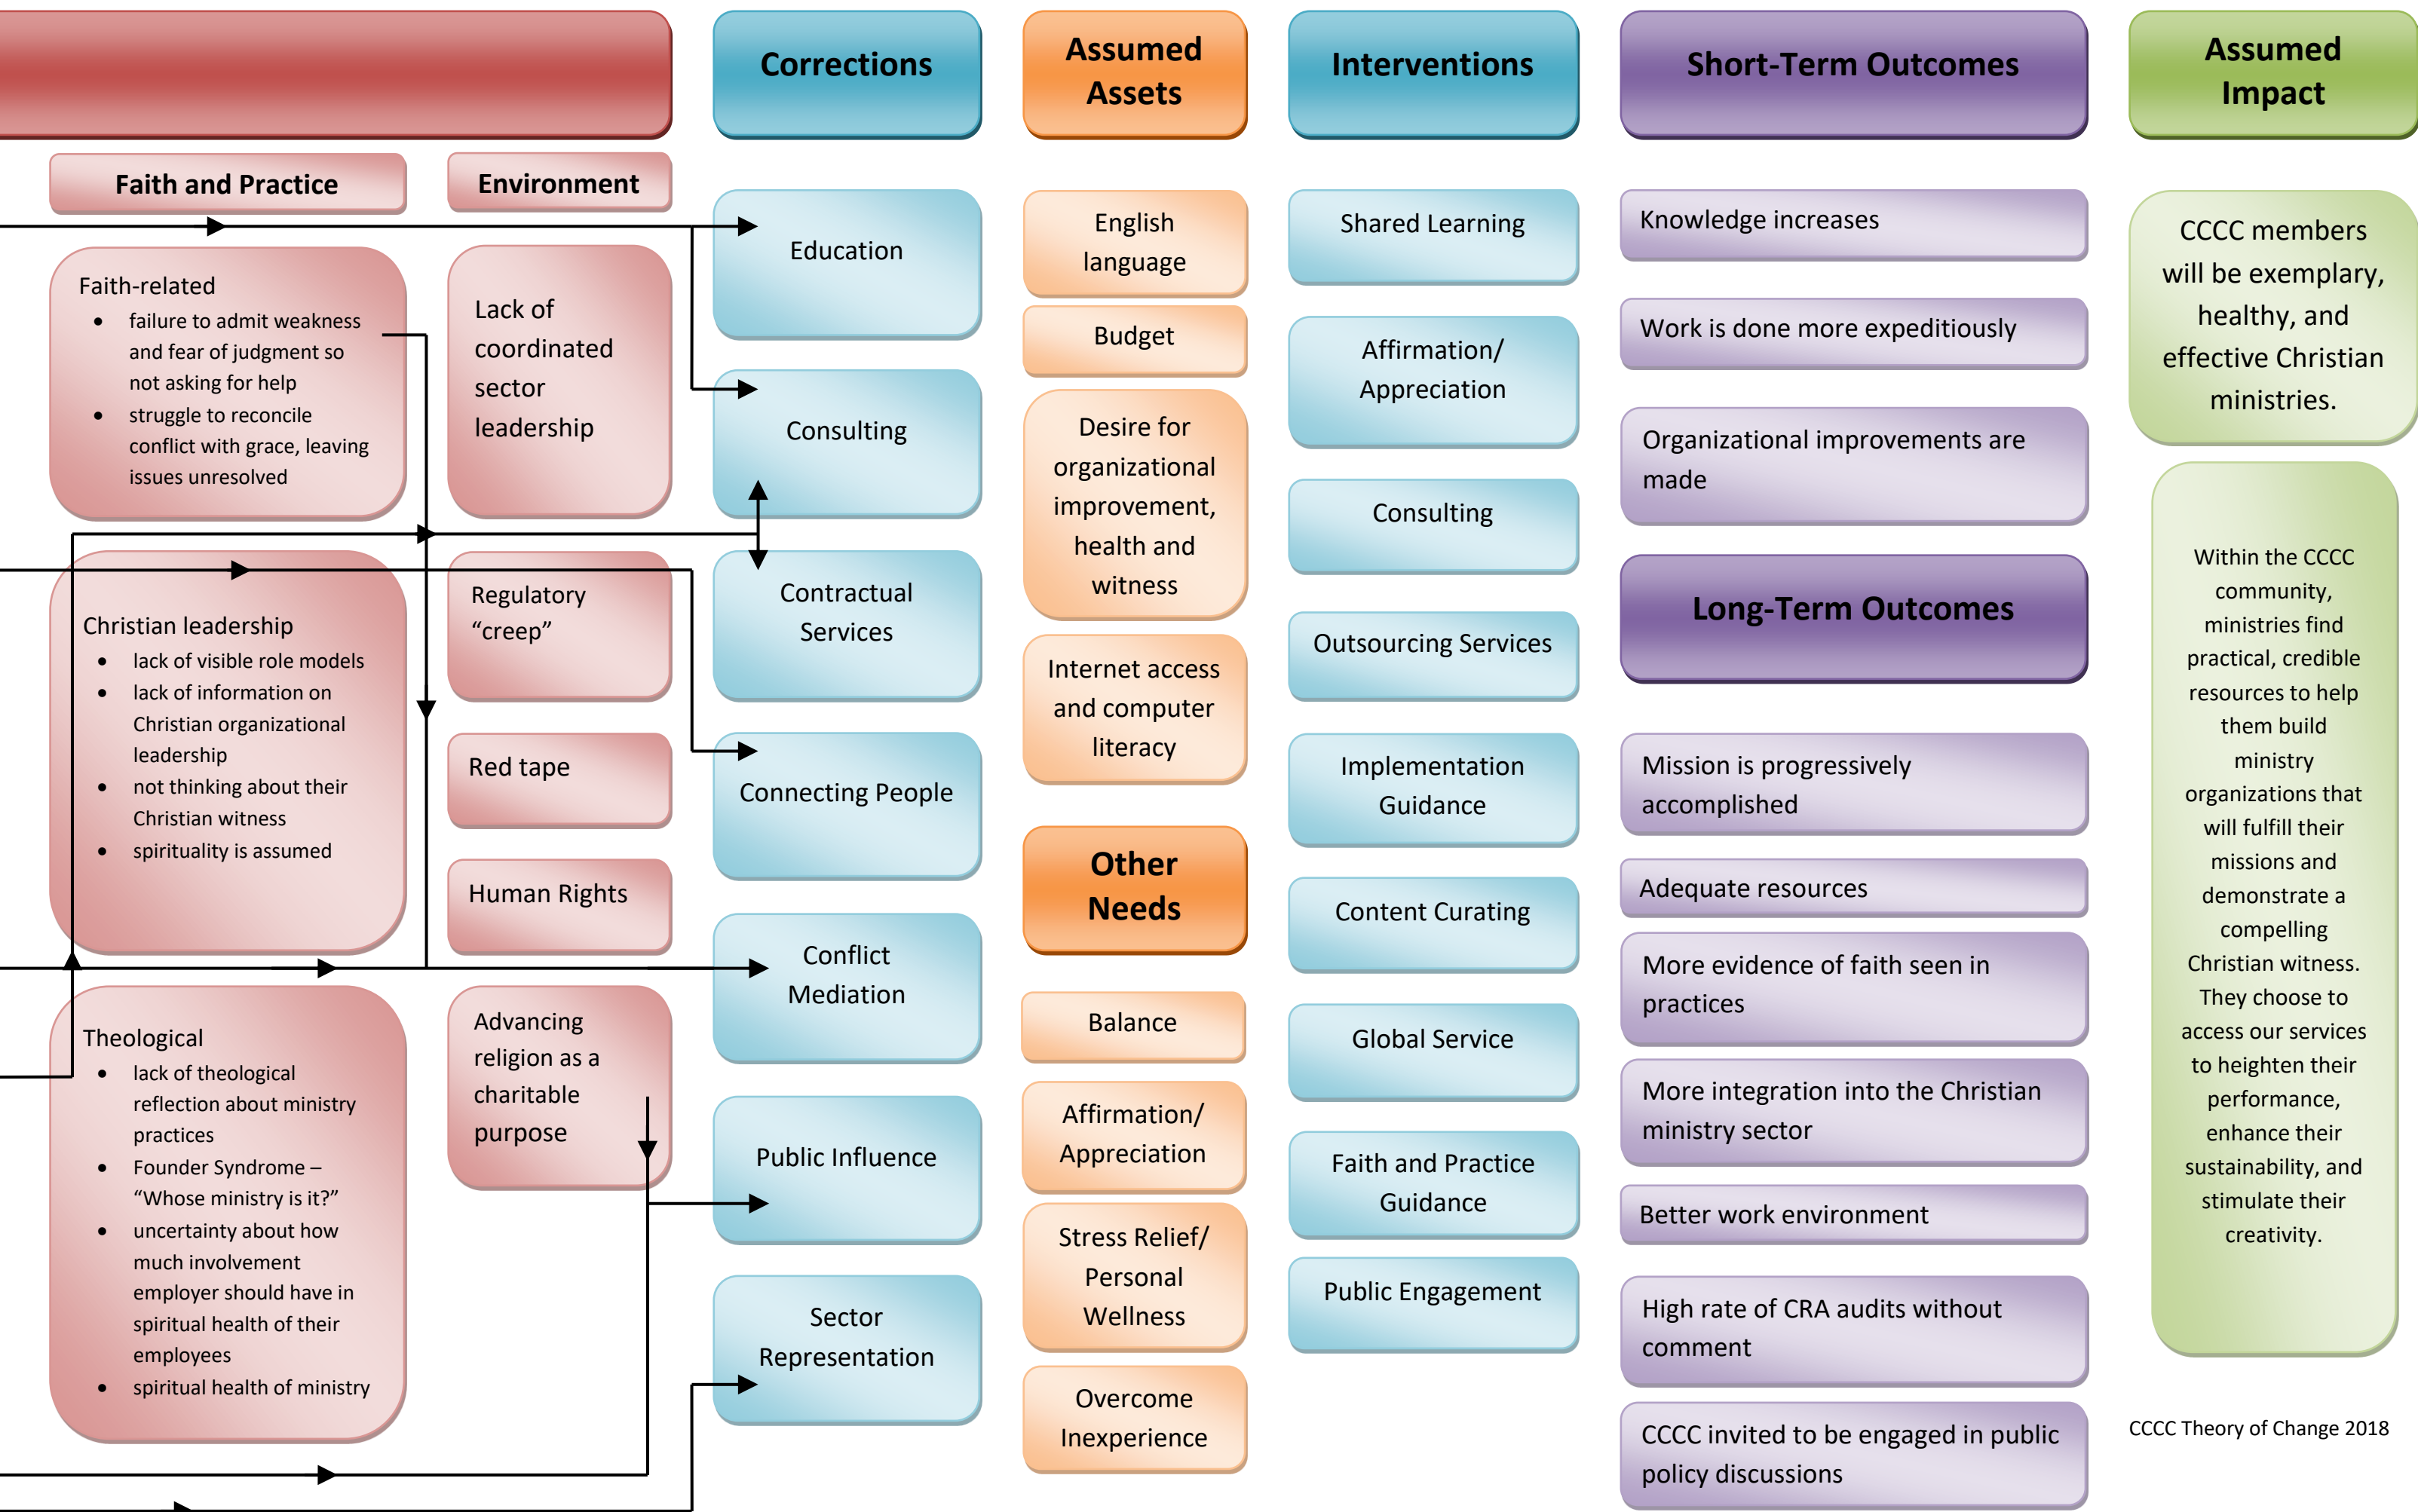 Corrections
Assumed
Assets
Interventions
Short-Term Outcomes
Assumed
Impact
Faith and Practice
Environment
Faith-related
• failure to admit weakness
and fear of judgment so
not asking for help
• struggle to reconcile
conflict with grace, leaving
issues unresolved
Christian leadership
• lack of visible role models
• lack of information on
Christian organizational
leadership
• not thinking about their
Christian witness
• spirituality is assumed
Theological
• lack of theological
reflection about ministry
practices
• Founder Syndrome –
“Whose ministry is it?”
• uncertainty about how
much involvement
employer should have in
spiritual health of their
employees
• spiritual health of ministry
Lack of
coordinated
sector
leadership
Regulatory
“creep”
Red tape
Human Rights
Advancing
religion as a
charitable
purpose
Education
Consulting
Contractual
Services
Connecting People
Conflict
Mediation
Public Influence
Sector
Representation
English
language
Budget
Desire for
organizational
improvement,
health and
witness
Internet access
and computer
literacy
Other
Needs
Balance
Affirmation/
Appreciation
Stress Relief/
Personal
Wellness
Overcome
Inexperience
Shared Learning
Affirmation/
Appreciation
Consulting
Outsourcing Services
Implementation
Guidance
Content Curating
Global Service
Faith and Practice
Guidance
Public Engagement
Knowledge increases
Work is done more expeditiously
Organizational improvements are
made
Long-Term Outcomes
Mission is progressively
accomplished
Adequate resources
More evidence of faith seen in
practices
More integration into the Christian
ministry sector
Better work environment
High rate of CRA audits without
comment
CCCC invited to be engaged in public
policy discussions
CCCC members
will be exemplary,
healthy, and
effective Christian
ministries.
Within the CCCC
community,
ministries find
practical, credible
resources to help
them build
ministry
organizations that
will fulfill their
missions and
demonstrate a
compelling
Christian witness.
They choose to
access our services
to heighten their
performance,
enhance their
sustainability, and
stimulate their
creativity.
CCCC Theory of Change 2018